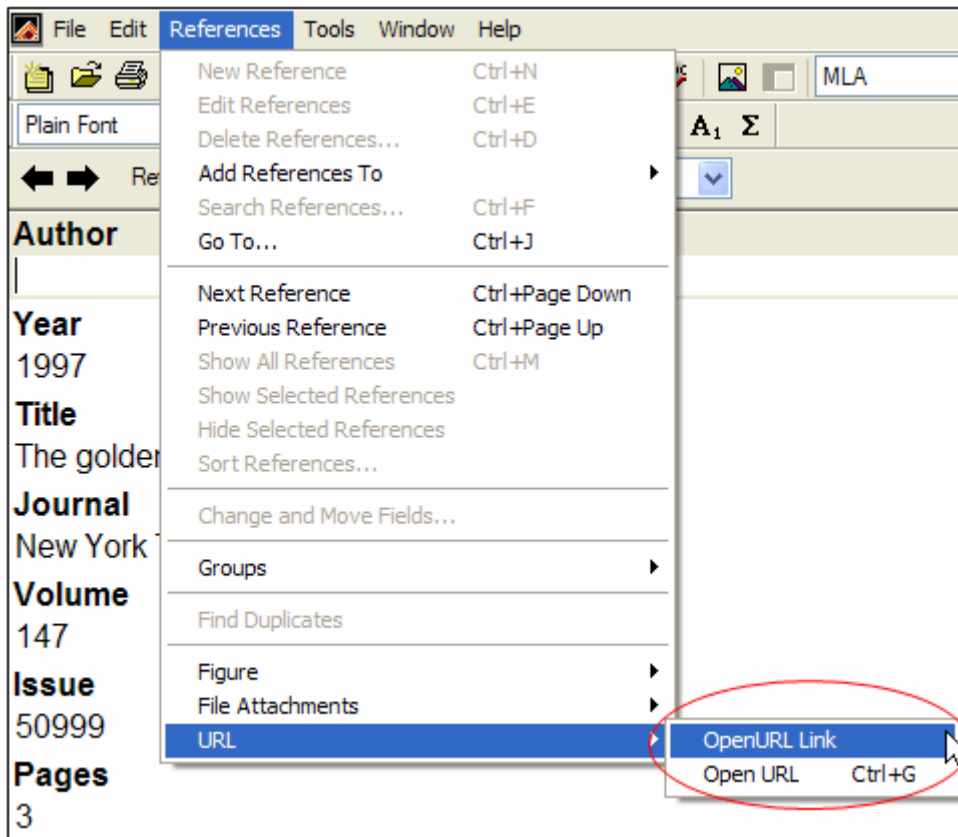 File Edit References Tools Window Help
New Reference Ctrl+N
MLA
Edit References Ctrl+E
Plain Font
Delete References... Ctrl+D
A₁ Σ
Add References To
Search References... Ctrl+F
Author
Go To... Ctrl+J
Next Reference Ctrl+Page Down
Year
Previous Reference Ctrl+Page Up
1997
Show All References Ctrl+M
Show Selected References
Title
Hide Selected References
The golden
Sort References...
Journal
Change and Move Fields...
New York
Groups
Volume
Find Duplicates
147
Figure
Issue
File Attachments
50999
URL
OpenURL Link
Pages
Open URL Ctrl+G
3